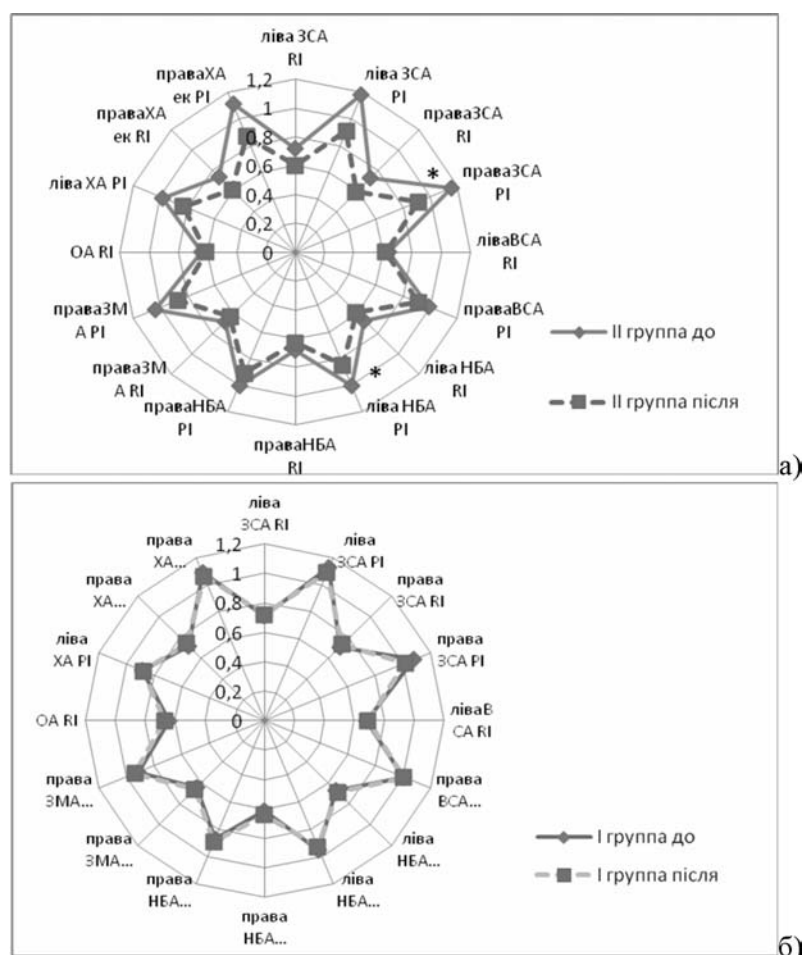 ліва ЗСА
RI
ліва ЗСА
PI
праваЗСА
RI
праваЗСА
PI
*
ліваВСА
RI
праваВСА
PI
ліва НБА
RI
ліва НБА
PI
*
праваНБА
RI
праваНБА
PI
праваЗМ
А RI
праваЗМ
А PI
ОА RI
ліва ХА PI
праваХА
ек RI
праваХА
ек PI
1,2
1
0,8
0,6
0,4
0,2
0
II группа до
II группа після
а)
ліва
ЗСА RI
ліва
ЗСА PI
права
ЗСА RI
права
ЗСА PI
ліваВ
СА RI
права
ВСА...
ліва
НБА...
ліва
НБА...
права
НБА...
права
НБА...
права
ЗМА...
права
ЗМА...
ОА RI
ліва
ХА PI
права
ХА...
права
ХА...
1,2
1
0,8
0,6
0,4
0,2
0
I группа до
I группа після
б)